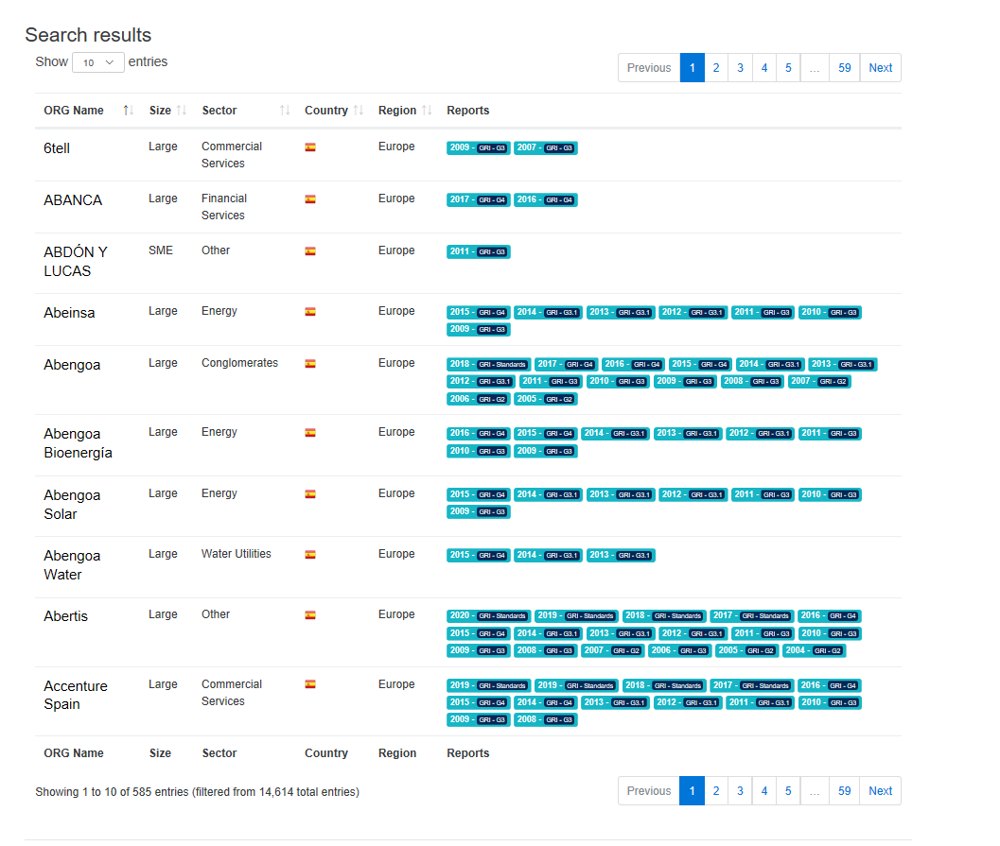 Search results
Show 10 entries
Previous 1 2 3 4 5 ... 59 Next
ORG Name Size Sector Country Region Reports
6tell Large Commercial Services Europe 2009 - GRI - G3 2007 - GRI - G3
ABANCA Large Financial Services Europe 2017 - GRI - G4 2016 - GRI - G4
ABDÓN Y LUCAS SME Other Europe 2011 - GRI - G3
Abeinsa Large Energy Europe 2015 - GRI - G4 2014 - GRI - G3.1 2013 - GRI - G3.1 2012 - GRI - G3.1 2011 - GRI - G3 2010 - GRI - G3
2009 - GRI - G3
Abengoa Large Conglomerates Europe 2018 - GRI - Standards 2017 - GRI - G4 2016 - GRI - G4 2015 - GRI - G4 2014 - GRI - G3.1 2013 - GRI - G3.1
2012 - GRI - G3.1 2011 - GRI - G3 2010 - GRI - G3 2009 - GRI - G3 2008 - GRI - G3 2007 - GRI - G2
2006 - GRI - G2 2005 - GRI - G2
Abengoa Bioenergía Large Energy Europe 2016 - GRI - G4 2015 - GRI - G4 2014 - GRI - G3.1 2013 - GRI - G3.1 2012 - GRI - G3.1 2011 - GRI - G3
2010 - GRI - G3 2009 - GRI - G3
Abengoa Solar Large Energy Europe 2015 - GRI - G4 2014 - GRI - G3.1 2013 - GRI - G3.1 2012 - GRI - G3.1 2011 - GRI - G3 2010 - GRI - G3
2009 - GRI - G3
Abengoa Water Large Water Utilities Europe 2015 - GRI - G4 2014 - GRI - G3.1 2013 - GRI - G3.1
Abertis Large Other Europe 2020 - GRI - Standards 2019 - GRI - Standards 2018 - GRI - Standards 2017 - GRI - Standards 2016 - GRI - G4
2015 - GRI - G4 2014 - GRI - G3.1 2013 - GRI - G3.1 2012 - GRI - G3.1 2011 - GRI - G3 2010 - GRI - G3
2009 - GRI - G3 2008 - GRI - G3 2007 - GRI - G2 2006 - GRI - G3 2005 - GRI - G2 2004 - GRI - G2
Accenture Spain Large Commercial Services Europe 2019 - GRI - Standards 2019 - GRI - Standards 2018 - GRI - Standards 2017 - GRI - Standards 2016 - GRI - G4
2015 - GRI - G4 2014 - GRI - G4 2013 - GRI - G3.1 2012 - GRI - G3.1 2011 - GRI - G3.1 2010 - GRI - G3
2009 - GRI - G3 2008 - GRI - G3
ORG Name Size Sector Country Region Reports
Showing 1 to 10 of 585 entries (filtered from 14,614 total entries)
Previous 1 2 3 4 5 ... 59 Next